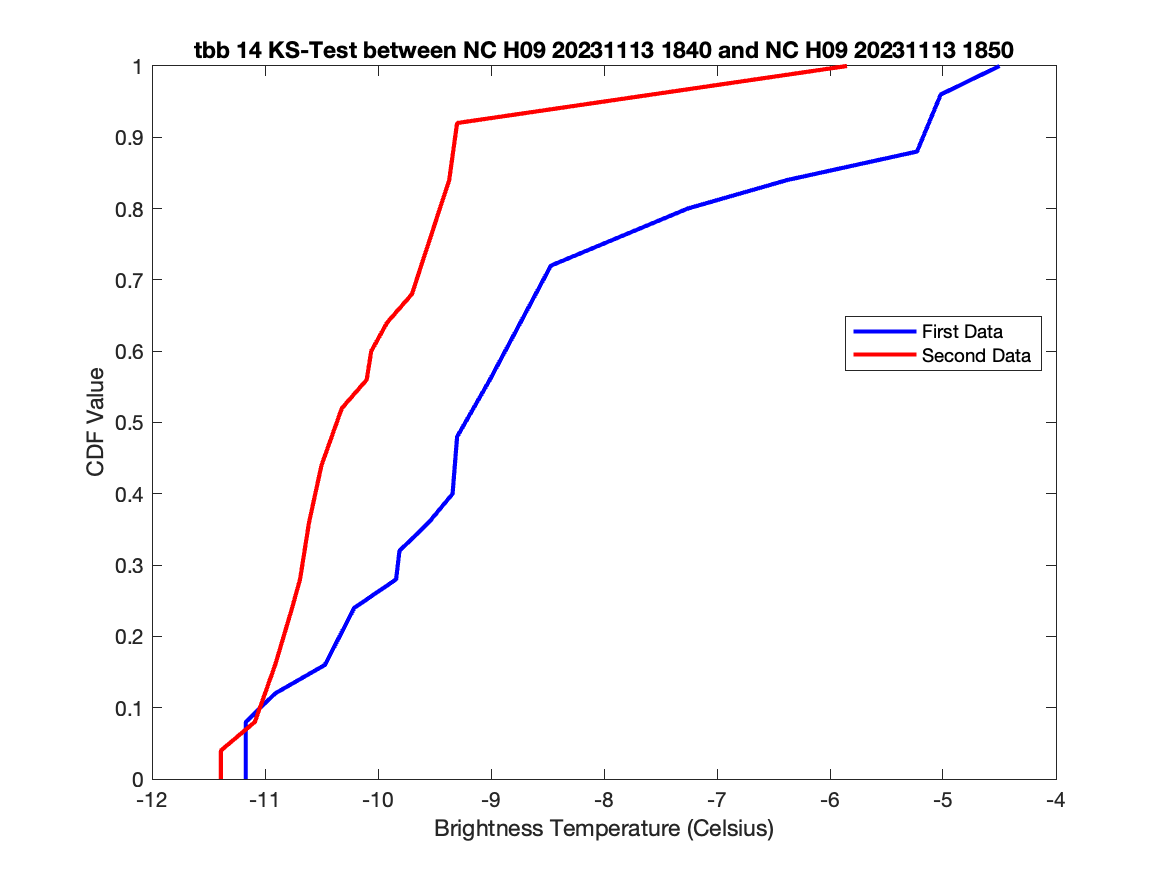 tbb 14 KS-Test between NC H09 20231113 1840 and NC H09 20231113 1850
1
0.9
0.8
0.7
0.6
0.5
0.4
0.3
0.2
0.1
0
CDF Value
First Data
Second Data
-12 -11 -10 -9 -8 -7 -6 -5 -4
Brightness Temperature (Celsius)